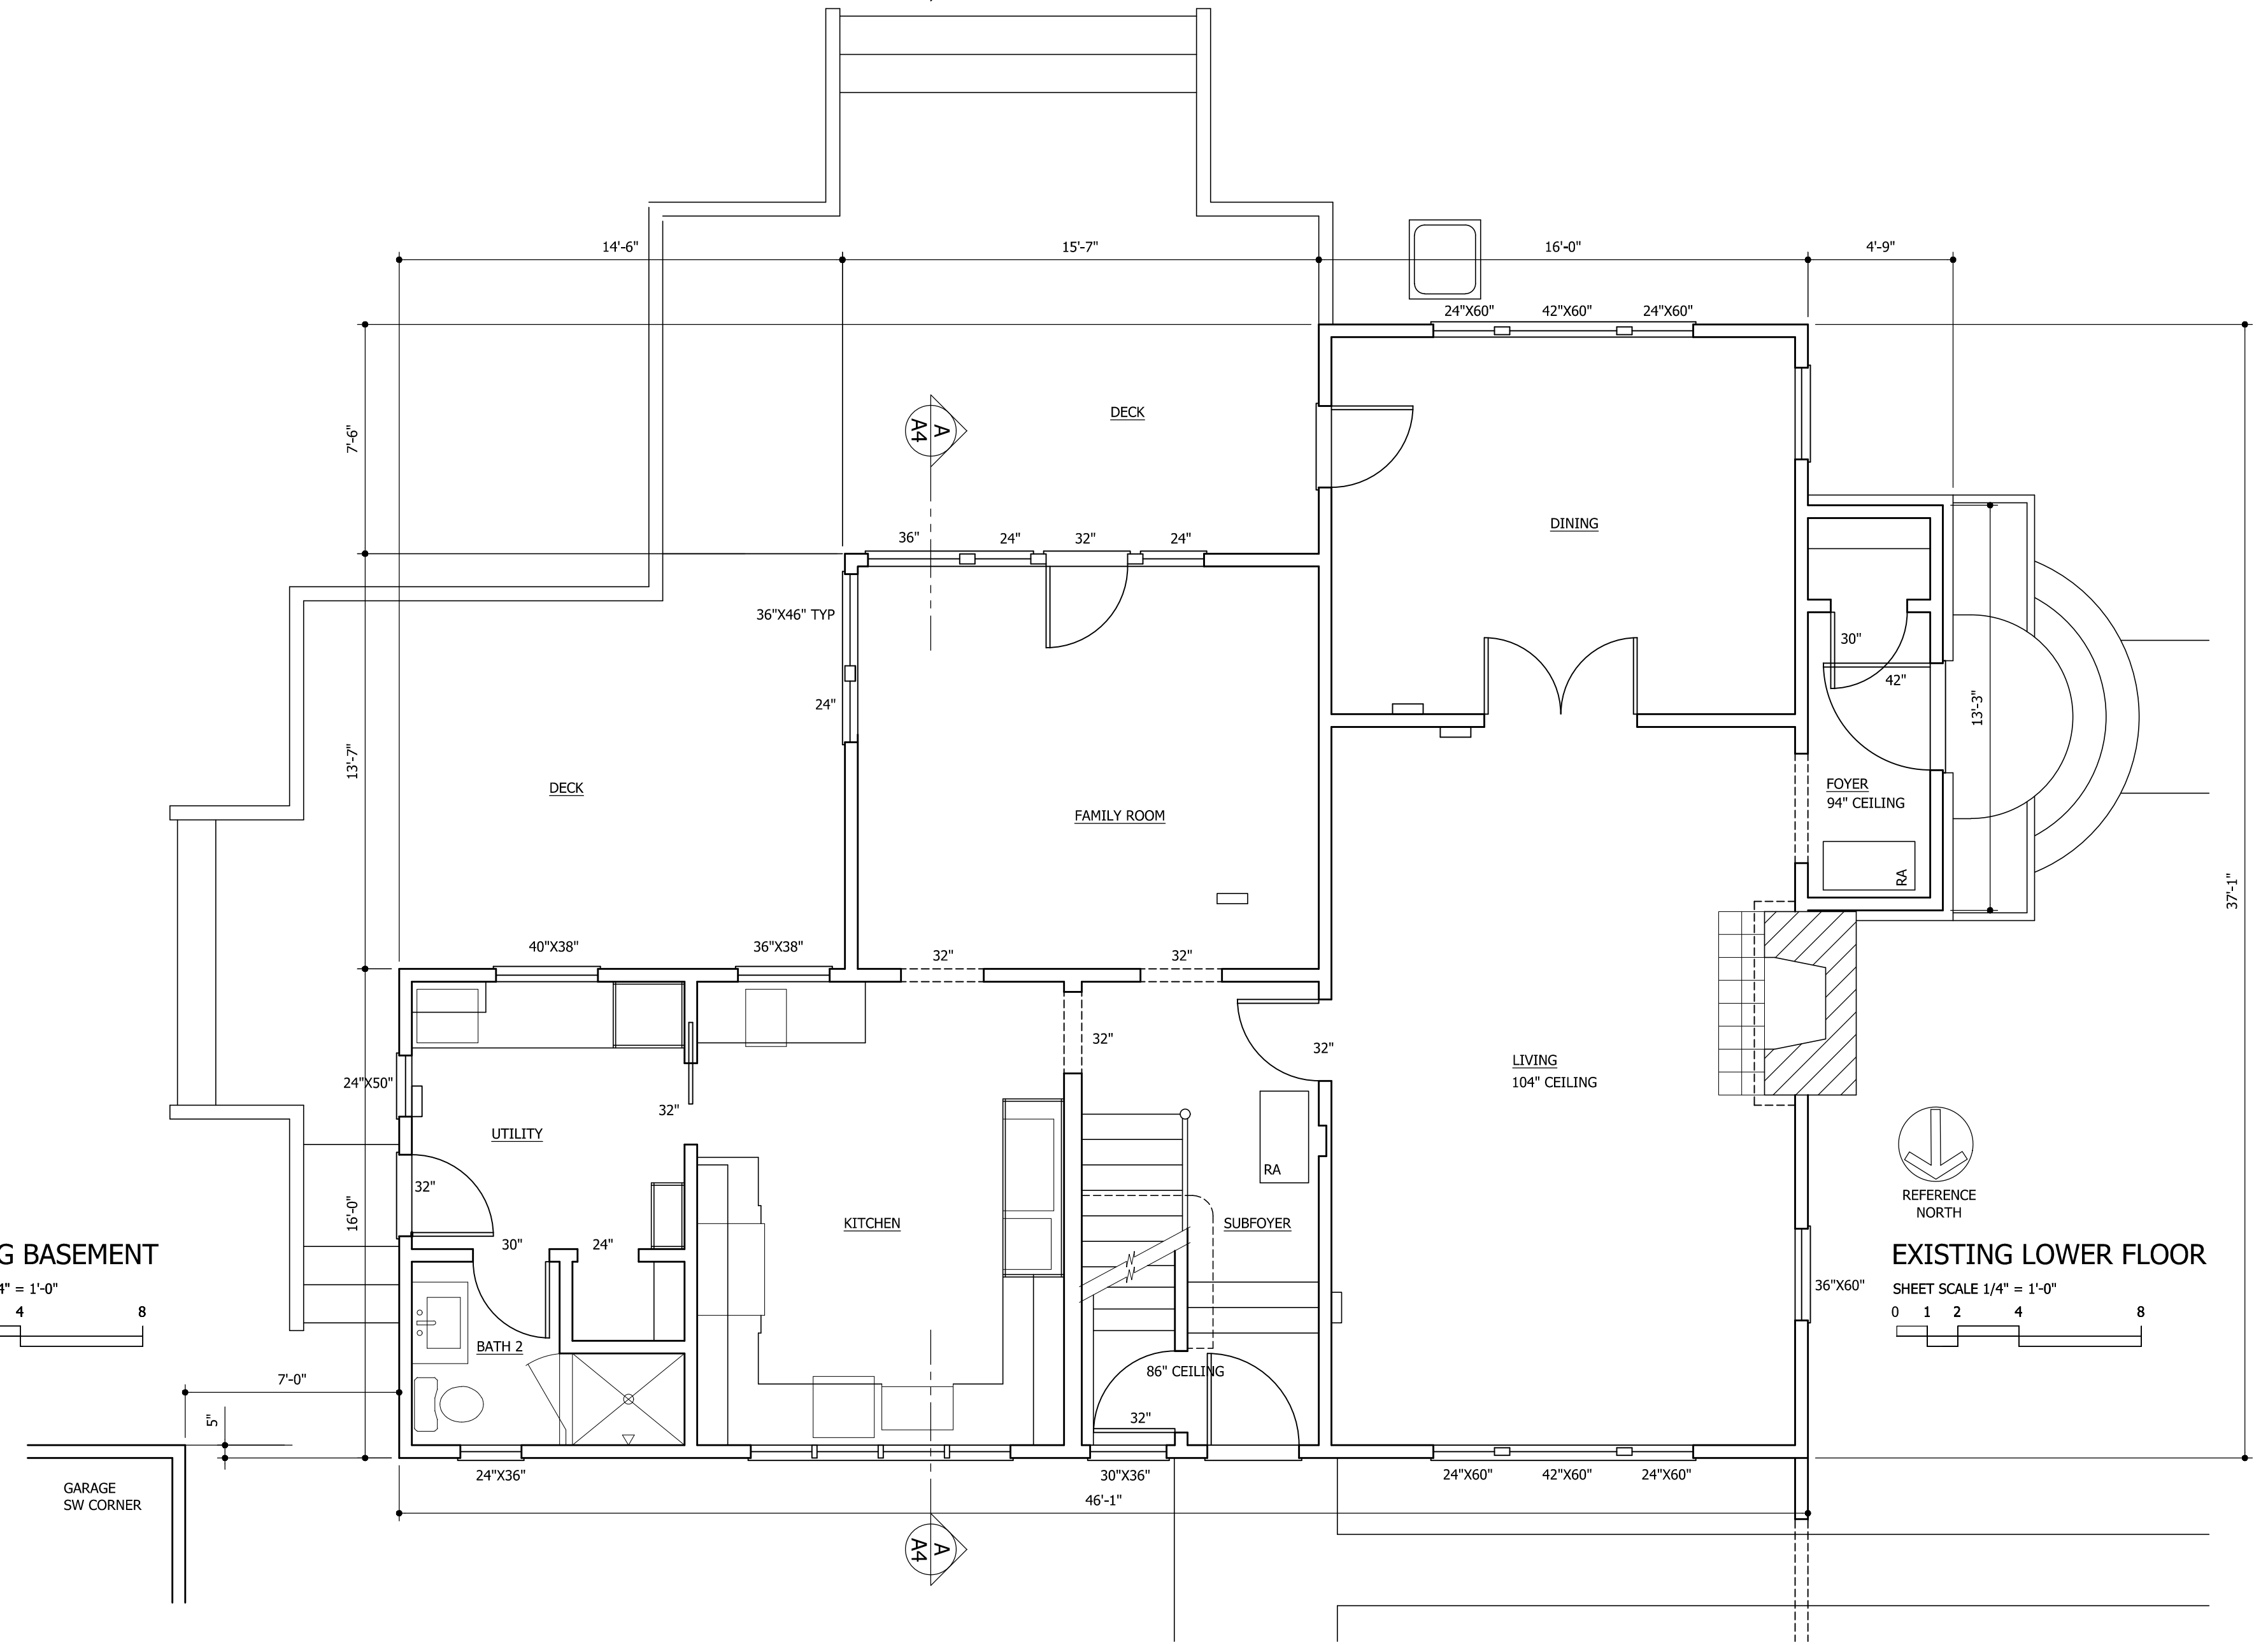 14'-6"
15'-7"
16'-0"
4'-9"
24"X60"
42"X60"
24"X60"
7'-6"
A
A4
DECK
DINING
36"
24"
32"
24"
36"X46" TYP
30"
42"
24"
13'-3"
13'-7"
DECK
FAMILY ROOM
FOYER
94" CEILING
RA
37'-1"
40"X38"
36"X38"
32"
32"
32"
32"
LIVING
104" CEILING
24"X50"
32"
UTILITY
RA
32"
16'-0"
KITCHEN
SUBFOYER
REFERENCE
NORTH
30"
24"
G BASEMENT
4" = 1'-0"
4
8
EXISTING LOWER FLOOR
SHEET SCALE 1/4" = 1'-0"
0
1
2
4
8
36"X60"
BATH 2
86" CEILING
7'-0"
5"
32"
24"X36"
30"X36"
24"X60"
42"X60"
24"X60"
GARAGE
SW CORNER
46'-1"
A
A4